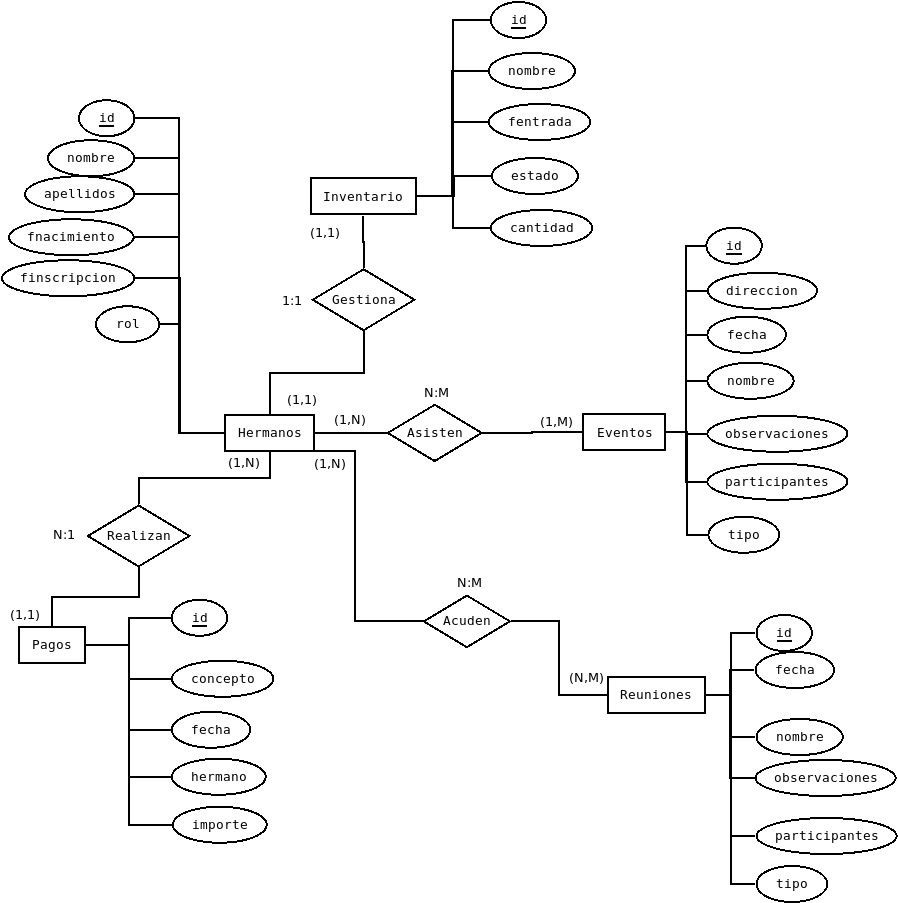 id
nombre
fentrada
estado
cantidad
Inventario
(1,1)
id
nombre
apellidos
fnacimiento
finscripcion
rol
1:1
Gestiona
(1,1)
id
direccion
fecha
nombre
observaciones
participantes
tipo
N:M
Hermanos
(1,N)
Asisten
(1,M)
Eventos
(1,N)
(1,N)
N:1
Realizan
(1,1)
Pagos
id
concepto
fecha
hermano
importe
N:M
Acuden
(N,M)
Reuniones
id
fecha
nombre
observaciones
participantes
tipo